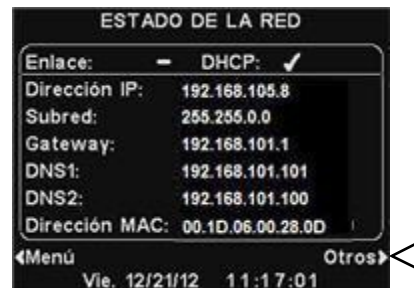 ESTADO DE LA RED
Enlace: – DHCP: ✓
Dirección IP: 192.168.105.8
Subred: 255.255.0.0
Gateway: 192.168.101.1
DNS1: 192.168.101.101
DNS2: 192.168.101.100
Dirección MAC: 00.1D.06.00.28.0D
Menú Otros
Vie. 12/21/12 11:17:01